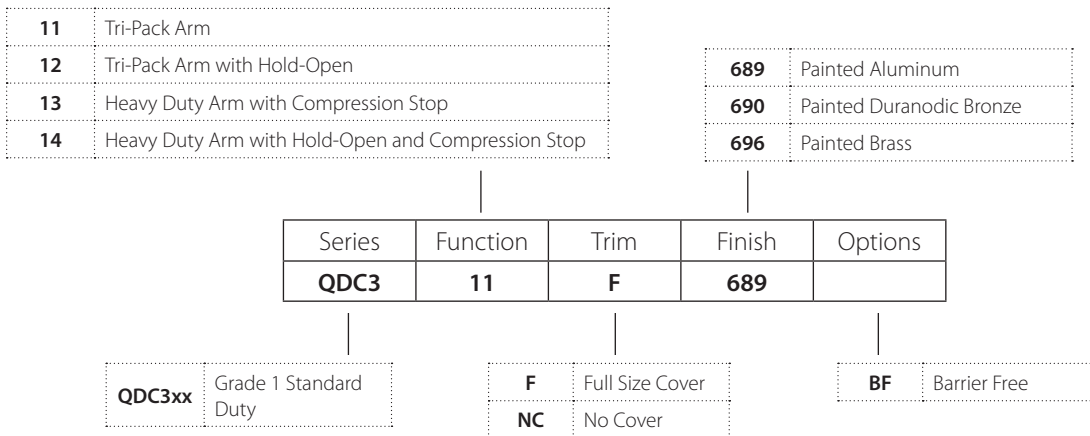 11 Tri-Pack Arm
12 Tri-Pack Arm with Hold-Open
13 Heavy Duty Arm with Compression Stop
14 Heavy Duty Arm with Hold-Open and Compression Stop
689 Painted Aluminum
690 Painted Duranodic Bronze
696 Painted Brass
Series Function Trim Finish Options
QDC3 11 F 689
QDC3xx Grade 1 Standard
Duty
F Full Size Cover
NC No Cover
BF Barrier Free